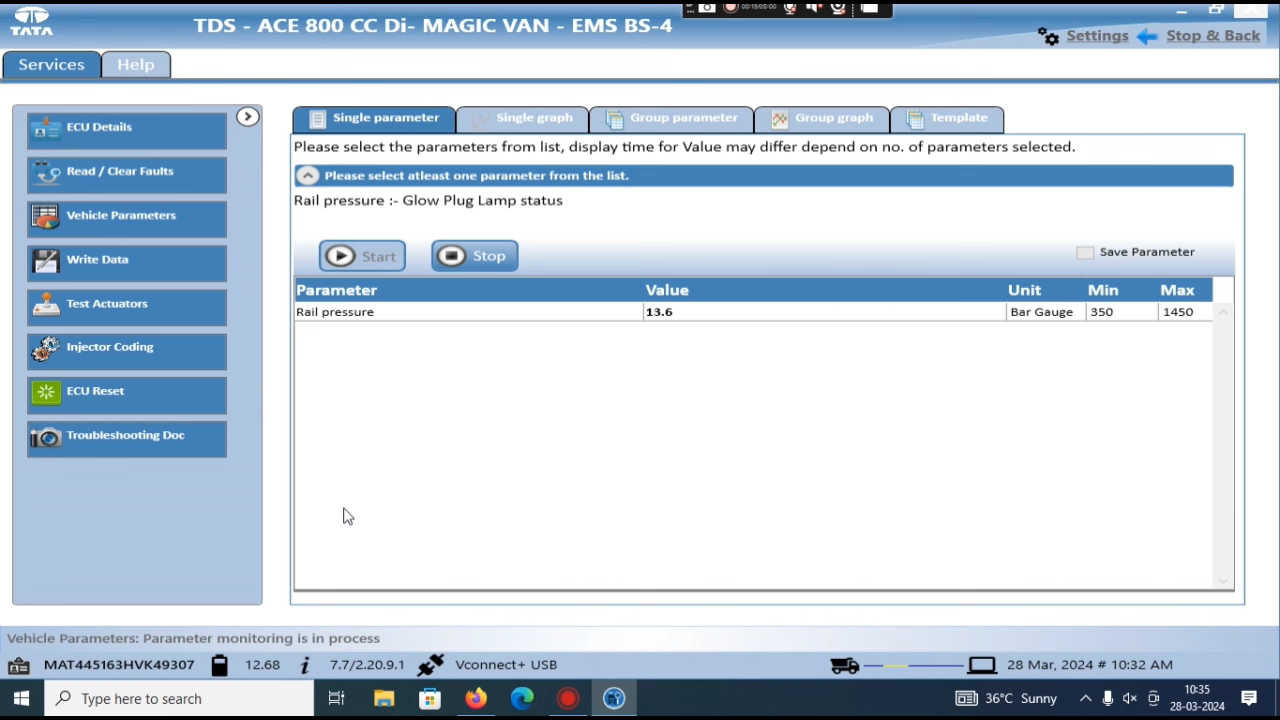 TATA
TDS - ACE 800 CC Di- MAGIC VAN - EMS BS-4
00:16/05:00
Settings
Stop & Back
Services
Help
ECU Details
Read / Clear Faults
Vehicle Parameters
Write Data
Test Actuators
Injector Coding
ECU Reset
Troubleshooting Doc
Single parameter
Single graph
Group parameter
Group graph
Template
Please select the parameters from list, display time for Value may differ depend on no. of parameters selected.
Please select atleast one parameter from the list.
Rail pressure :- Glow Plug Lamp status
Start
Stop
Save Parameter
Parameter Value Unit Min Max
Rail pressure 13.6 Bar Gauge 350 1450
Vehicle Parameters: Parameter monitoring is in process
MAT445163HVK49307 12.68 i 7.7/2.20.9.1 Vconnect+ USB 28 Mar, 2024 # 10:32 AM
Type here to search
36°C Sunny
10:35
28-03-2024